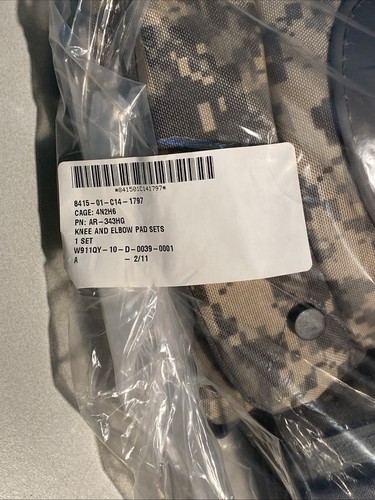 *841501C141797*
8415-01-C14-1797
CAGE: 4N2H6
PN: AR-343HG
KNEE AND ELBOW PAD SETS
1 SET
W911QY-10-D-0039-0001
A - 2/11